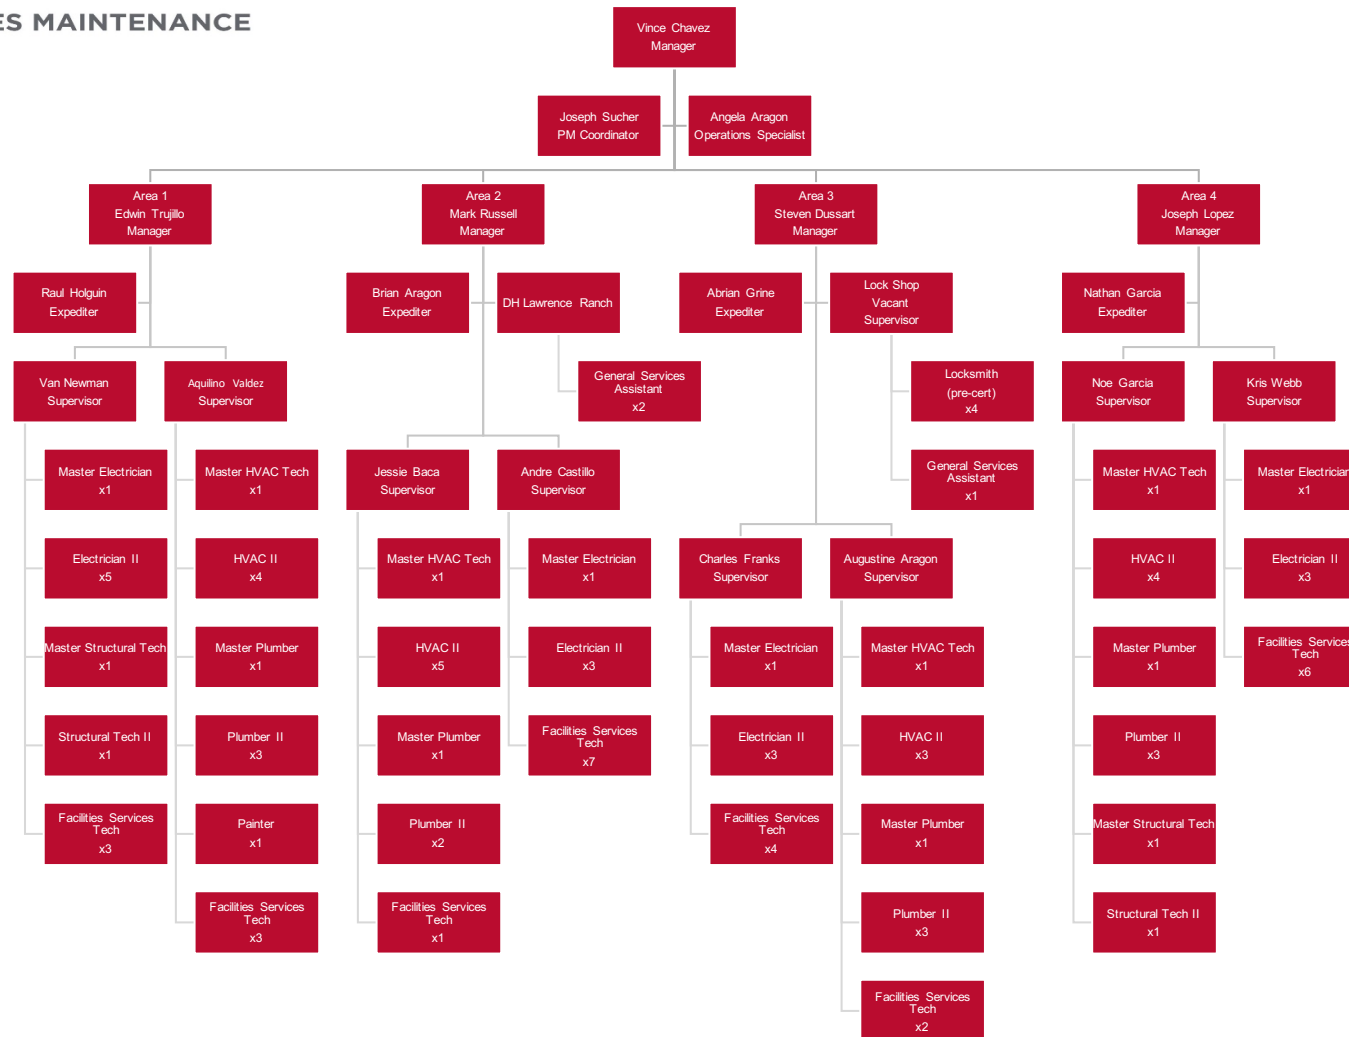 ES MAINTENANCE
Vince Chavez
Manager
Joseph Sucher
PM Coordinator
Angela Aragon
Operations Specialist
Area 1
Edwin Trujillo
Manager
Area 2
Mark Russell
Manager
Area 3
Steven Dussart
Manager
Area 4
Joseph Lopez
Manager
Raul Holguin
Expediter
Brian Aragon
Expediter
DH Lawrence Ranch
Abrian Grine
Expediter
Lock Shop
Vacant
Supervisor
Nathan Garcia
Expediter
Van Newman
Supervisor
Aquilino Valdez
Supervisor
General Services
Assistant
x2
Locksmith
(pre-cert)
x4
Noe Garcia
Supervisor
Kris Webb
Supervisor
Master Electrician
x1
Master HVAC Tech
x1
Jessie Baca
Supervisor
Andre Castillo
Supervisor
General Services
Assistant
x1
Master HVAC Tech
x1
Master Electrician
x1
Electrician II
x5
HVAC II
x4
Master HVAC Tech
x1
Master Electrician
x1
Charles Franks
Supervisor
Augustine Aragon
Supervisor
HVAC II
x4
Electrician II
x3
Master Structural Tech
x1
Master Plumber
x1
HVAC II
x5
Electrician II
x3
Master Electrician
x1
Master HVAC Tech
x1
Master Plumber
x1
Facilities Services
Tech
x6
Structural Tech II
x1
Plumber II
x3
Master Plumber
x1
Facilities Services
Tech
x7
Electrician II
x3
HVAC II
x3
Plumber II
x3
Facilities Services
Tech
x3
Painter
x1
Plumber II
x2
Facilities Services
Tech
x4
Master Plumber
x1
Master Structural Tech
x1
Facilities Services
Tech
x3
Facilities Services
Tech
x1
Plumber II
x3
Structural Tech II
x1
Facilities Services
Tech
x2